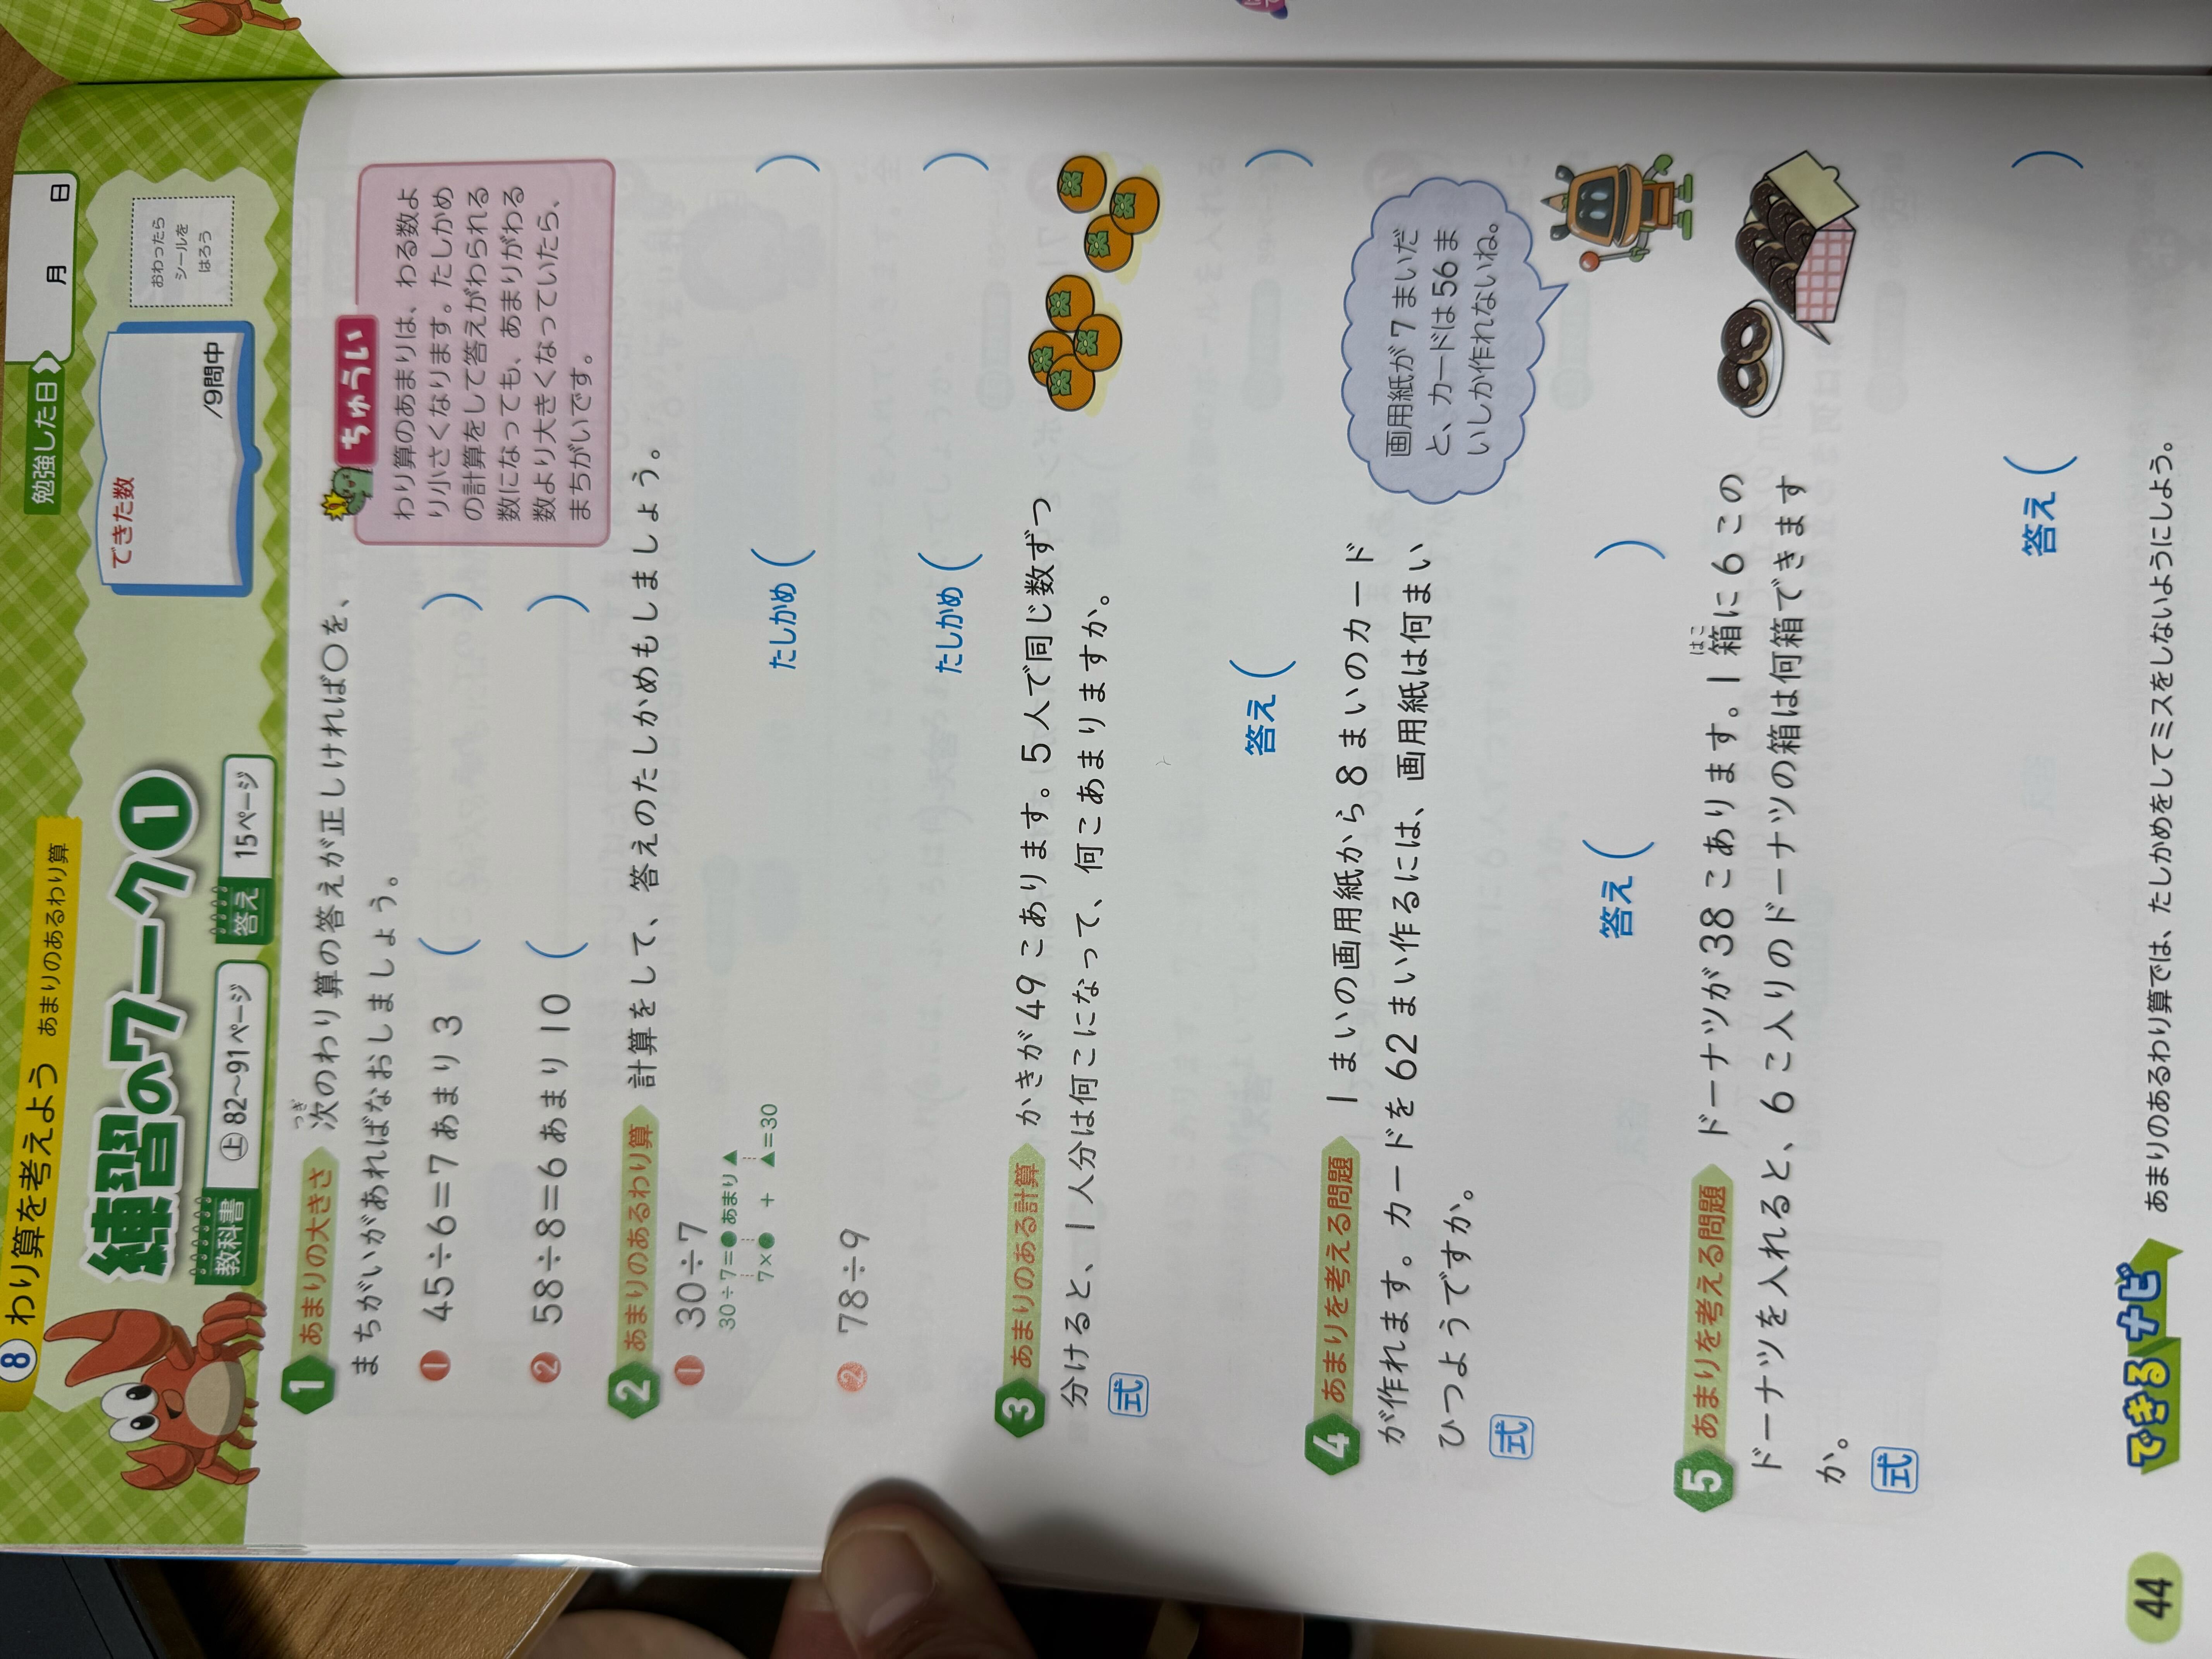 8 わり算を考えよう あまりのあるわり算
勉強した日 月 日
練習のワーク①
できた数
/9問中
おわったら
シールを
はろう
教科書 ㊤82〜91ページ 答え 15ページ
1 あまりの大きさ 次のわり算の答えが正しければ〇を、
つぎ
まちがいがあればなおしましょう。
❶ 45÷6=7あまり3 ( )
❷ 58÷8=6あまり10 ( )
ちゅうい
わり算のあまりは、わる数よ
り小さくなります。たしかめ
の計算をして答えがわられる
数になっても、あまりがわる
数より大きくなっていたら、
まちがいです。
2 あまりのあるわり算 計算をして、答えのたしかめもしましょう。
❶ 30÷7
30÷7=●あまり▲
7×● + ▲=30
たしかめ ( )
❷ 78÷9
たしかめ ( )
3 あまりのある計算 かきが49こあります。5人で同じ数ずつ
分けると、1人分は何こになって、何こあまりますか。
式
答え ( )
4 あまりを考える問題 1まいの画用紙から8まいのカード
が作れます。カードを62まい作るには、画用紙は何まい
ひつようですか。
式
画用紙が7まいだ
と、カードは56ま
いしか作れないね。
答え ( )
5 あまりを考える問題 ドーナツが38こあります。1箱に6この
はこ
ドーナツを入れると、6こ入りのドーナツの箱は何箱できます
か。
式
答え ( )
できるナビ あまりのあるわり算では、たしかめをしてミスをしないようにしよう。
44